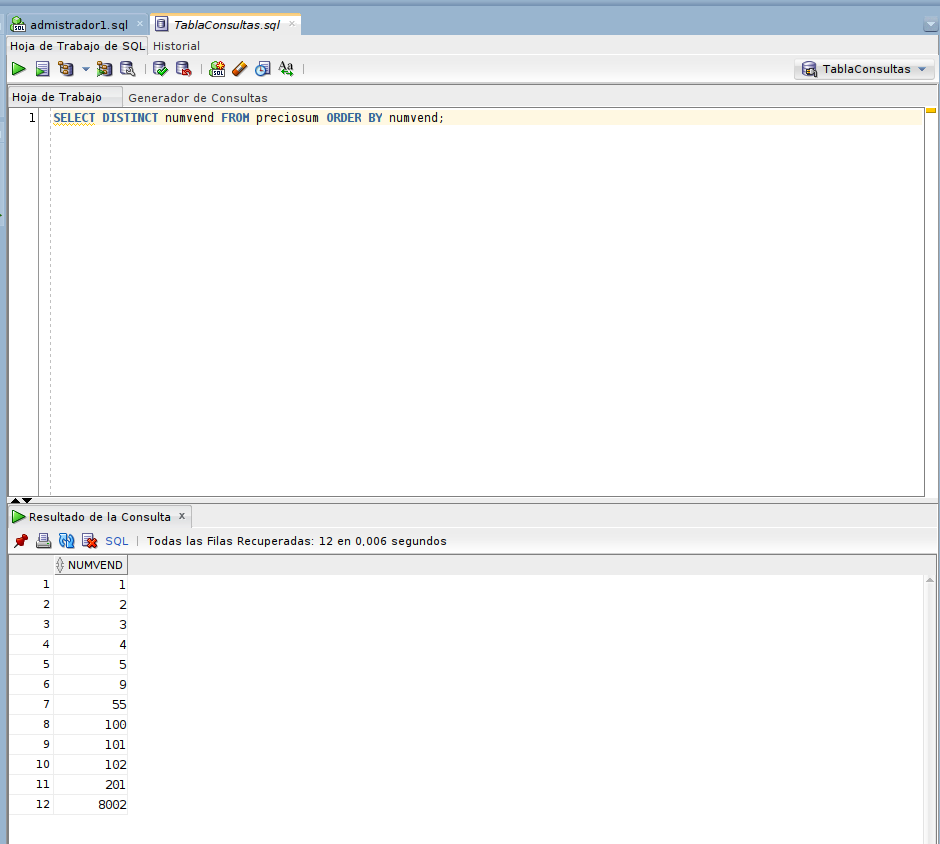 admistrador1.sql × TablaConsultas.sql ×
Hoja de Trabajo de SQL Historial
TablaConsultas
Hoja de Trabajo Generador de Consultas
1 SELECT DISTINCT numvend FROM preciosum ORDER BY numvend;
Resultado de la Consulta x
SQL | Todas las Filas Recuperadas: 12 en 0,006 segundos
NUMVEND
1 1
2 2
3 3
4 4
5 5
6 9
7 55
8 100
9 101
10 102
11 201
12 8002